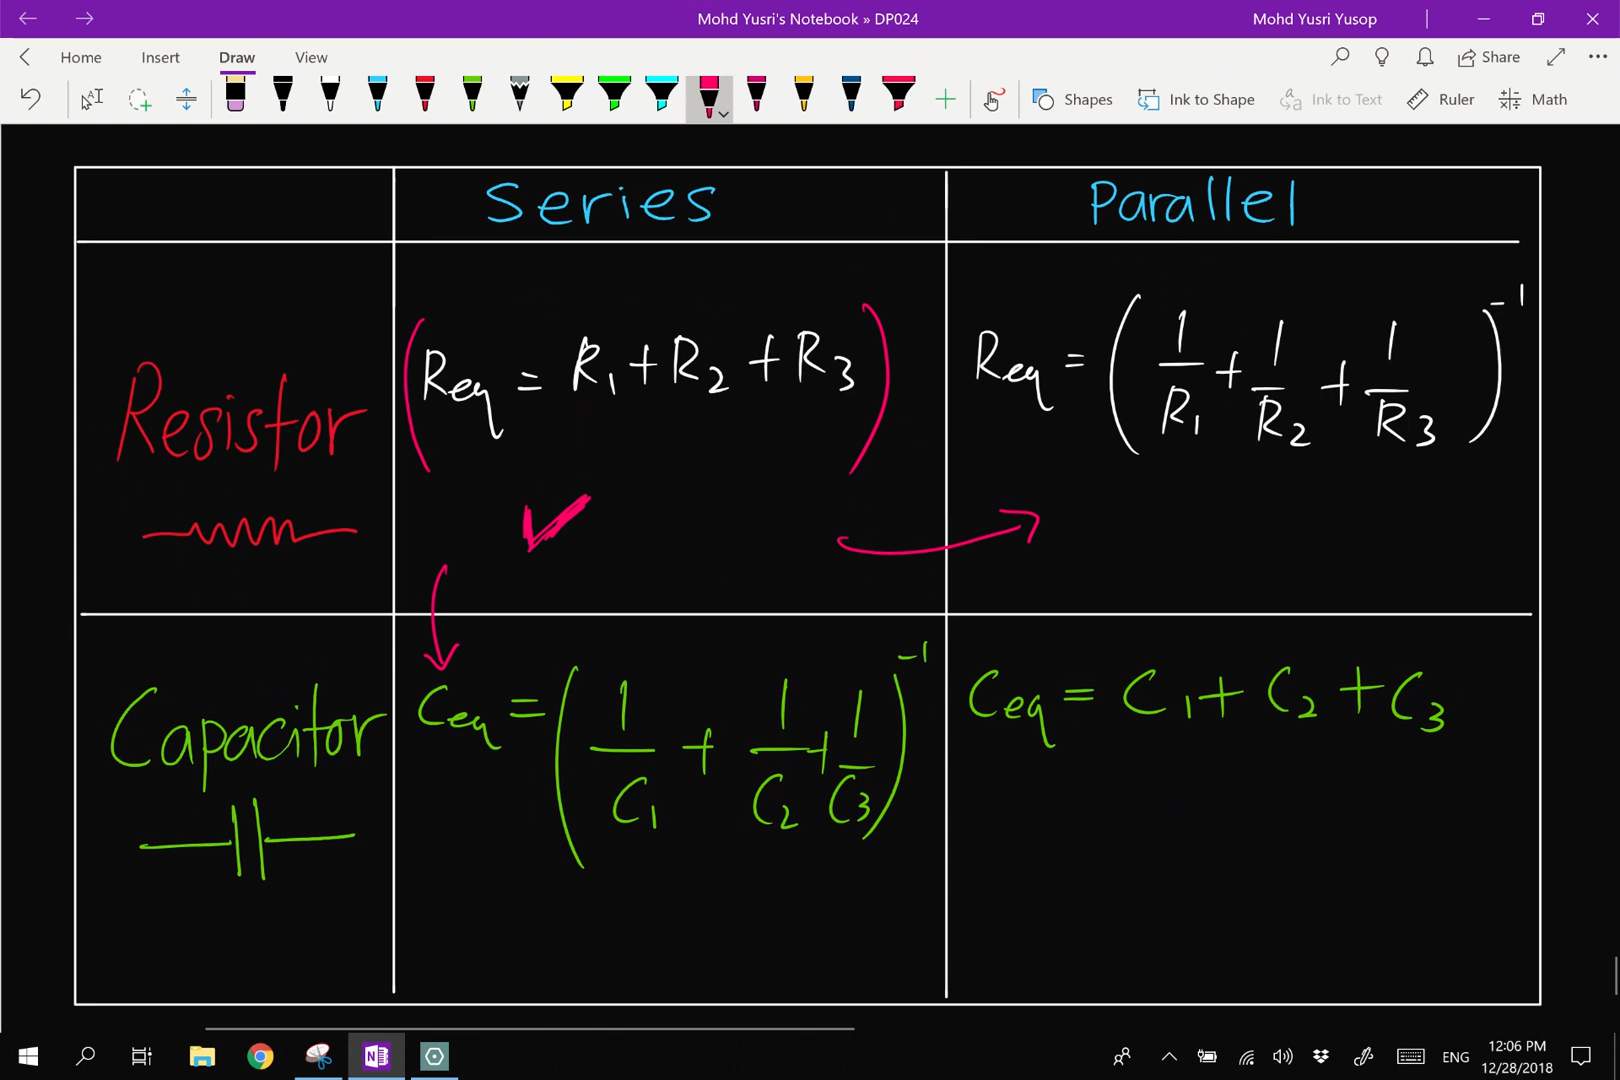 Mohd Yusri's Notebook » DP024
Mohd Yusri Yusop
Home Insert Draw View Share
Shapes Ink to Shape Ink to Text Ruler Math
Series Parallel
Resistor
(Req = R₁ + R₂ + R₃)
Req = (1/R₁ + 1/R₂ + 1/R₃)⁻¹
Capacitor
Ceq = (1/C₁ + 1/C₂ + 1/C₃)⁻¹
Ceq = C₁ + C₂ + C₃
ENG
12:06 PM
12/28/2018